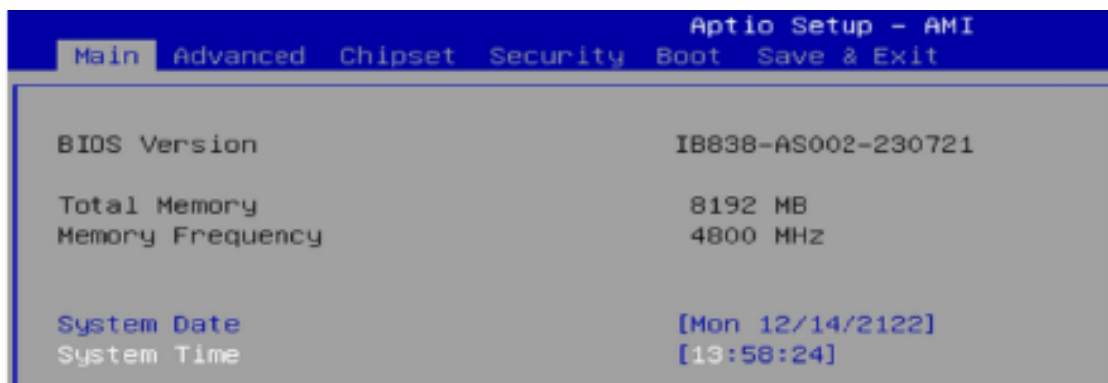 Aptio Setup – AMI
Main Advanced Chipset Security Boot Save & Exit
BIOS Version IB838-AS002-230721
Total Memory 8192 MB
Memory Frequency 4800 MHz
System Date [Mon 12/14/2122]
System Time [13:58:24]